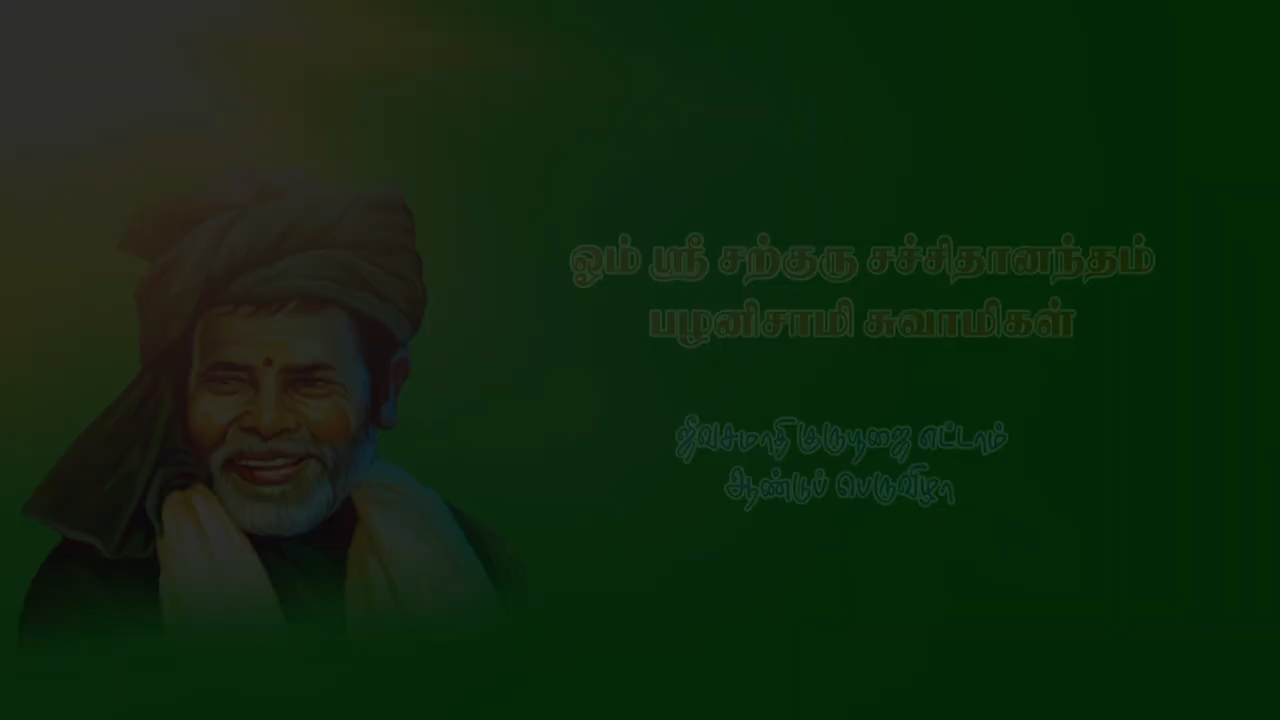 ஓம் ஸ்ரீ சற்குரு சச்சிதானந்தம்
பழனிசாமி சுவாமிகள்
ஜீவசமாதி குருபூஜை எட்டாம்
ஆண்டுப் பெருவிழா